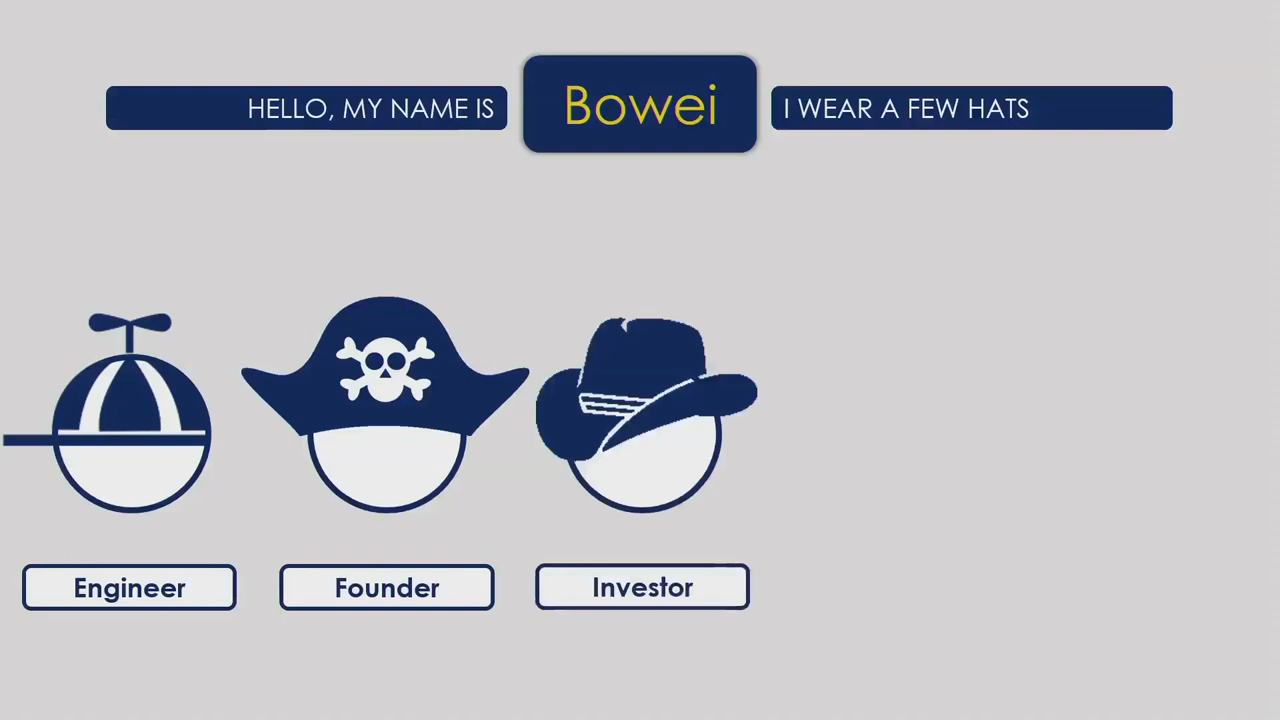 HELLO, MY NAME IS
Bowei
I WEAR A FEW HATS
Engineer
Founder
Investor